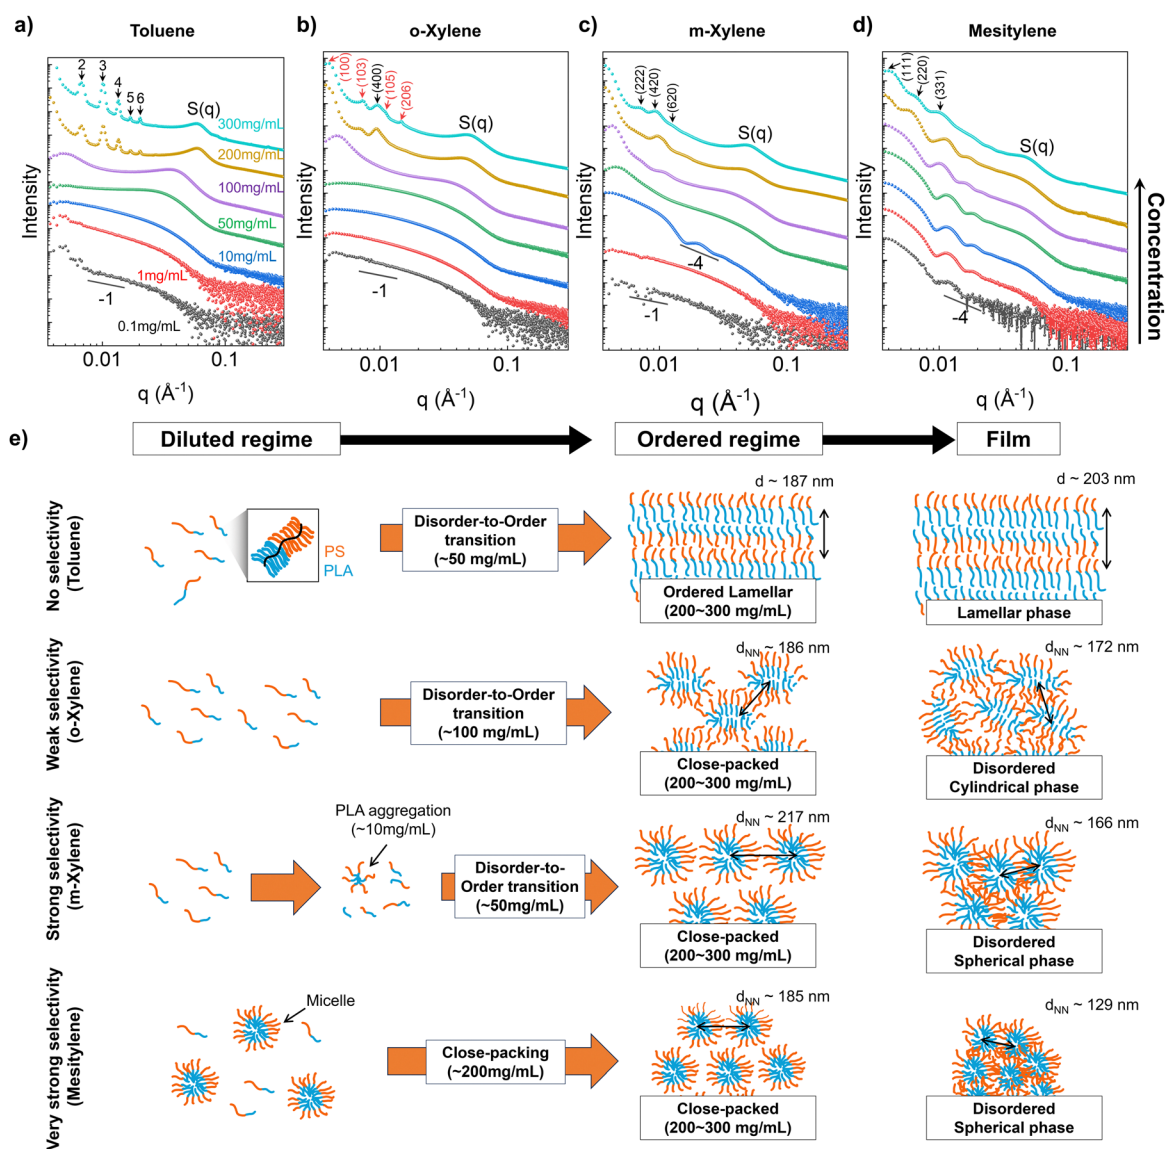 a)
Toluene
b)
o-Xylene
c)
m-Xylene
d)
Mesitylene
2
3
4
5
6
S(q)
300mg/mL
200mg/mL
100mg/mL
50mg/mL
10mg/mL
1mg/mL
0.1mg/mL
-1
Intensity
0.01
0.1
q (Å-1)
(100)
(103)
(400)
(105)
(206)
S(q)
-1
Intensity
0.01
0.1
q (Å-1)
(222)
(420)
(620)
S(q)
-4
-1
Intensity
0.01
0.1
q (Å-1)
(111)
(220)
(331)
S(q)
-4
Intensity
0.01
0.1
q (Å-1)
Concentration
e)
Diluted regime
Ordered regime
Film
No selectivity
(Toluene)
PS
PLA
Disorder-to-Order
transition
(~50 mg/mL)
d ~ 187 nm
Ordered Lamellar
(200~300 mg/mL)
d ~ 203 nm
Lamellar phase
Weak selectivity
(o-Xylene)
Disorder-to-Order
transition
(~100 mg/mL)
dNN ~ 186 nm
Close-packed
(200~300 mg/mL)
dNN ~ 172 nm
Disordered
Cylindrical phase
Strong selectivity
(m-Xylene)
PLA aggregation
(~10mg/mL)
Disorder-to-
Order transition
(~50mg/mL)
dNN ~ 217 nm
Close-packed
(200~300 mg/mL)
dNN ~ 166 nm
Disordered
Spherical phase
Very strong selectivity
(Mesitylene)
Micelle
Close-packing
(~200mg/mL)
dNN ~ 185 nm
Close-packed
(200~300 mg/mL)
dNN ~ 129 nm
Disordered
Spherical phase